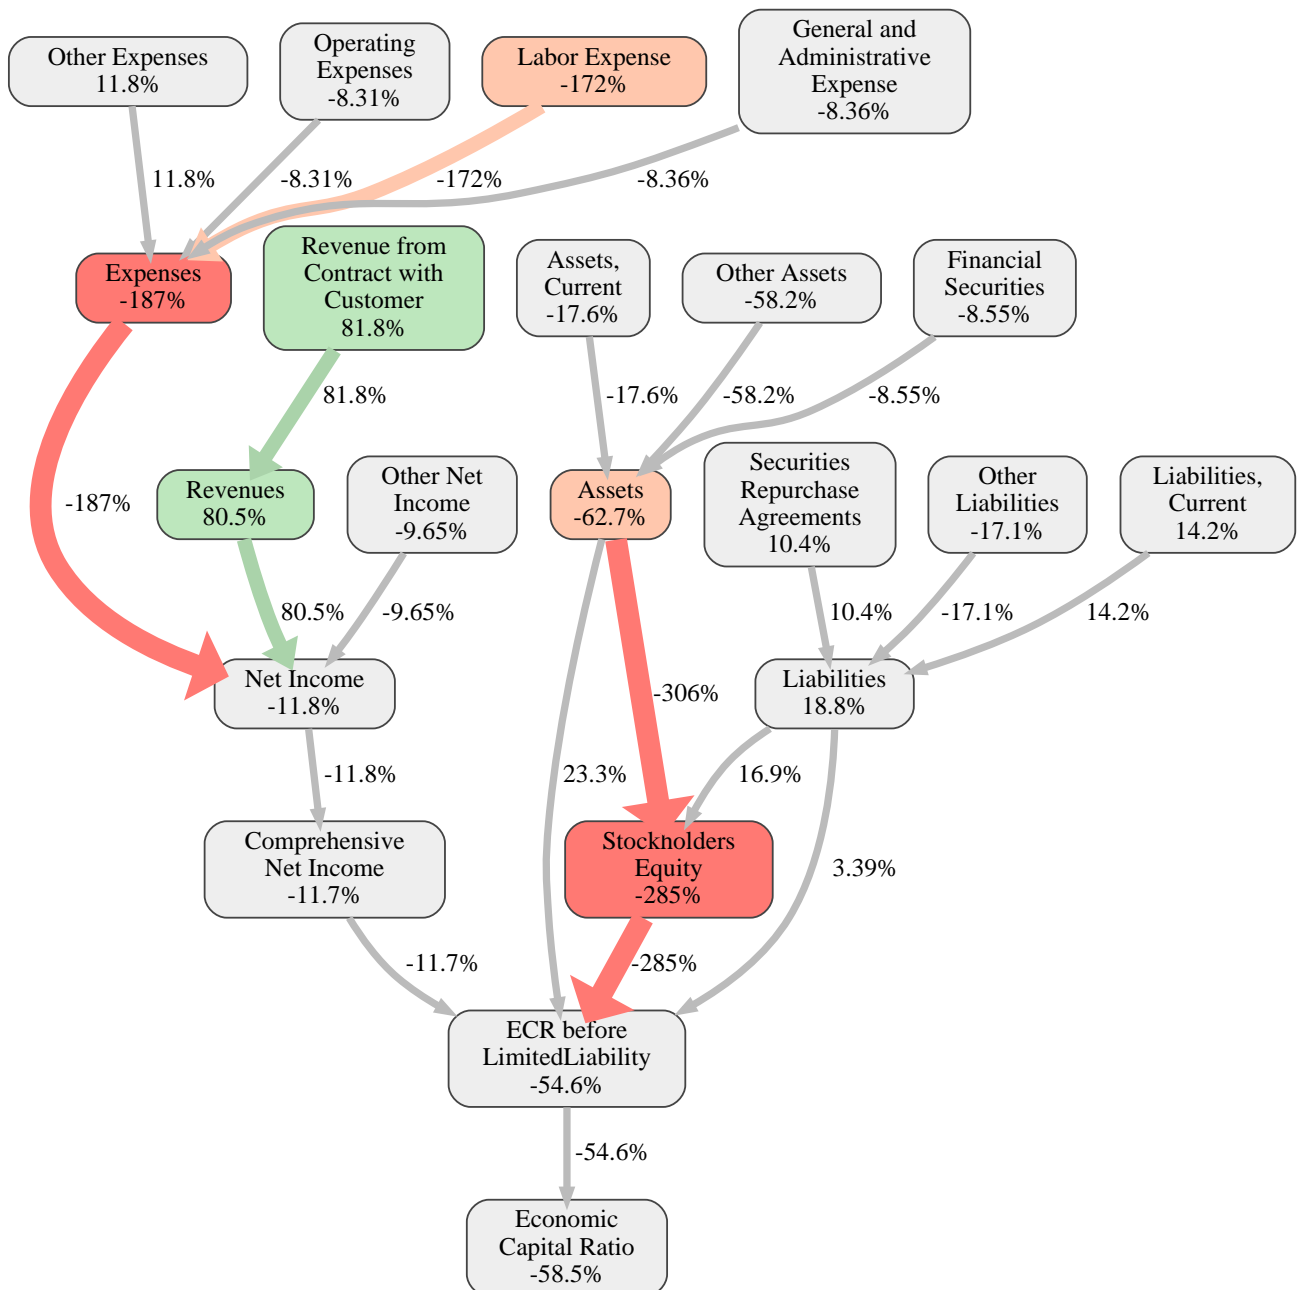 Other Expenses
11.8%
Operating
Expenses
-8.31%
Labor Expense
-172%
General and
Administrative
Expense
-8.36%
11.8%
-8.31%
-172%
-8.36%
Expenses
-187%
Revenue from
Contract with
Customer
81.8%
Assets,
Current
-17.6%
Other Assets
-58.2%
Financial
Securities
-8.55%
81.8%
-17.6%
-58.2%
-8.55%
-187%
Revenues
80.5%
Other Net
Income
-9.65%
Assets
-62.7%
Securities
Repurchase
Agreements
10.4%
Other
Liabilities
-17.1%
Liabilities,
Current
14.2%
80.5%
-9.65%
10.4%
-17.1%
14.2%
Net Income
-11.8%
-306%
Liabilities
18.8%
-11.8%
23.3%
16.9%
Comprehensive
Net Income
-11.7%
Stockholders
Equity
-285%
3.39%
-11.7%
-285%
ECR before
LimitedLiability
-54.6%
-54.6%
Economic
Capital Ratio
-58.5%